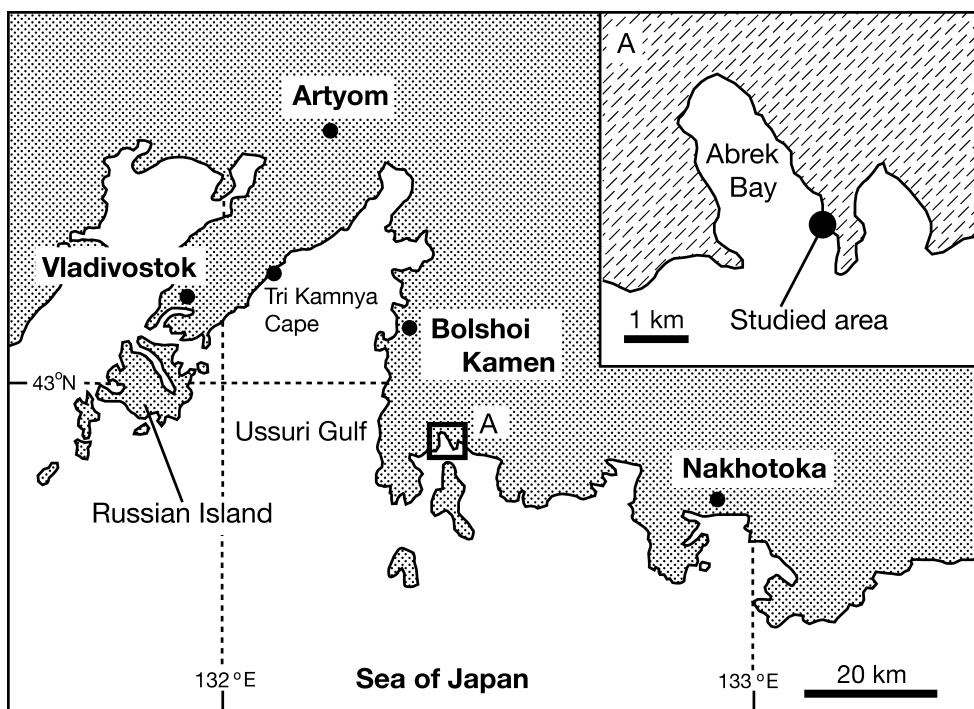 A
Artyom
Abrek
Bay
Vladivostok
Tri Kamnya
Cape
Studied area
1 km
Bolshoi
Kamen
43°N
Ussuri Gulf
A
Nakhotoka
Russian Island
132°E
Sea of Japan
133°E
20 km